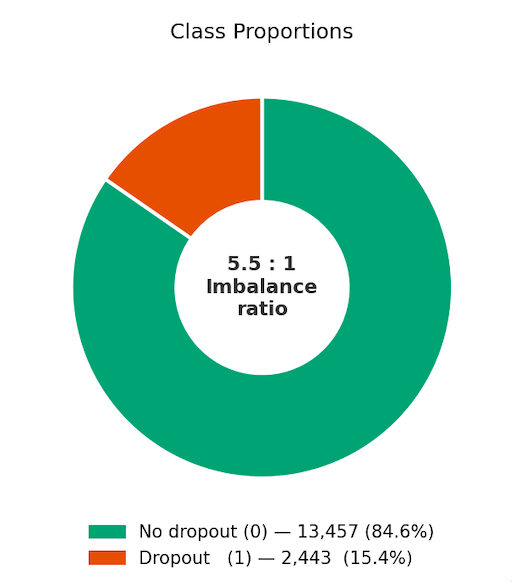 Class Proportions
5.5 : 1
Imbalance
ratio
No dropout (0) — 13,457 (84.6%)
Dropout   (1) — 2,443  (15.4%)